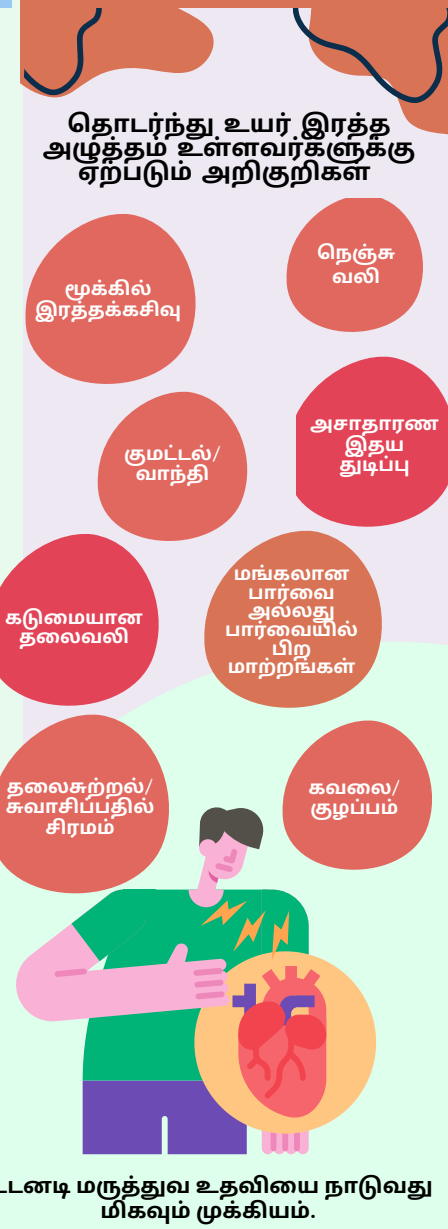 தொடர்ந்து உயர் இரத்த
அழுத்தம் உள்ளவர்களுக்கு
ஏற்படும் அறிகுறிகள்
மூக்கில்
இரத்தக்கசிவு
நெஞ்சு
வலி
குமட்டல்/
வாந்தி
அசாதாரண
இதய
துடிப்பு
கடுமையான
தலைவலி
மங்கலான
பார்வை
அல்லது
பார்வையில்
பிற
மாற்றங்கள்
தலைசுற்றல்/
சுவாசிப்பதில்
சிரமம்
கவலை/
குழப்பம்
மருத்துவ உதவியை நாடுவது
மிகவும் முக்கியம்.